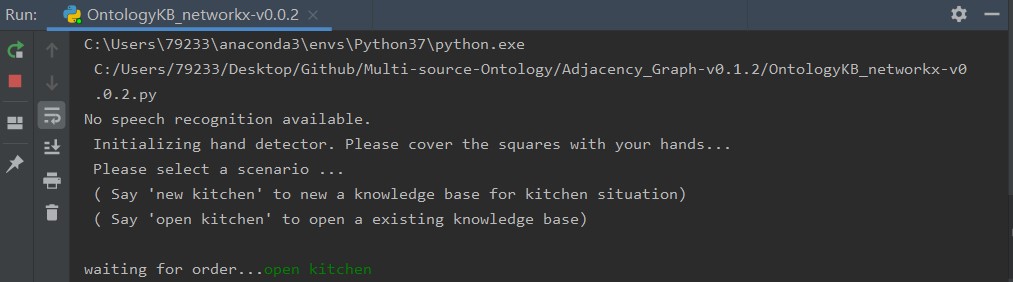 Run: OntologyKB_networkx-v0.0.2
C:\Users\79233\anaconda3\envs\Python37\python.exe
C:/Users/79233/Desktop/Github/Multi-source-Ontology/Adjacency_Graph-v0.1.2/OntologyKB_networkx-v0
.0.2.py
No speech recognition available.
Initializing hand detector. Please cover the squares with your hands...
Please select a scenario ...
( Say 'new kitchen' to new a knowledge base for kitchen situation)
( Say 'open kitchen' to open a existing knowledge base)
waiting for order...open kitchen